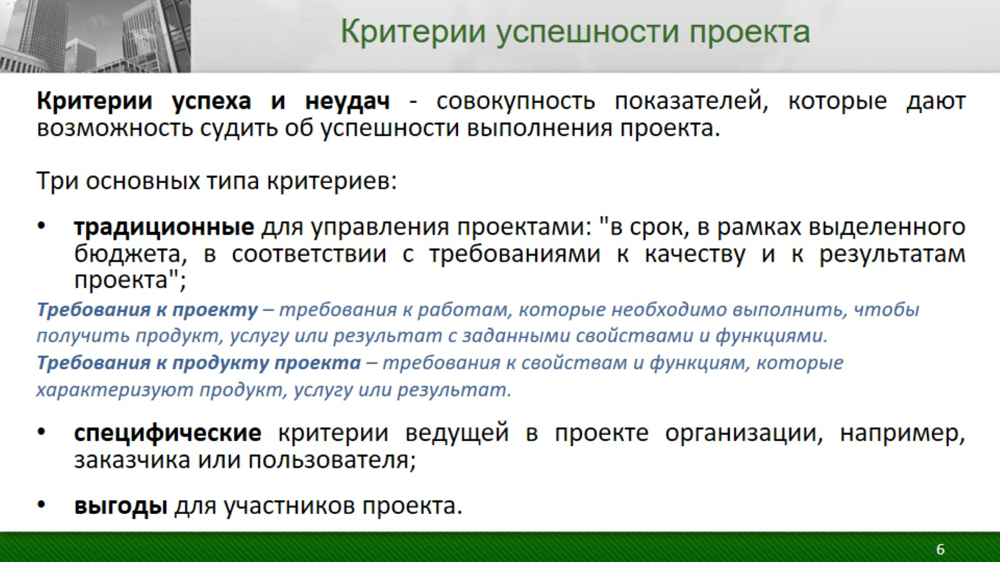 Критерии успешности проекта
Критерии успеха и неудач - совокупность показателей, которые дают
возможность судить об успешности выполнения проекта.
Три основных типа критериев:
• традиционные для управления проектами: "в срок, в рамках выделенного
бюджета, в соответствии с требованиями к качеству и к результатам
проекта";
Требования к проекту – требования к работам, которые необходимо выполнить, чтобы
получить продукт, услугу или результат с заданными свойствами и функциями.
Требования к продукту проекта – требования к свойствам и функциям, которые
характеризуют продукт, услугу или результат.
• специфические критерии ведущей в проекте организации, например,
заказчика или пользователя;
• выгоды для участников проекта.
6